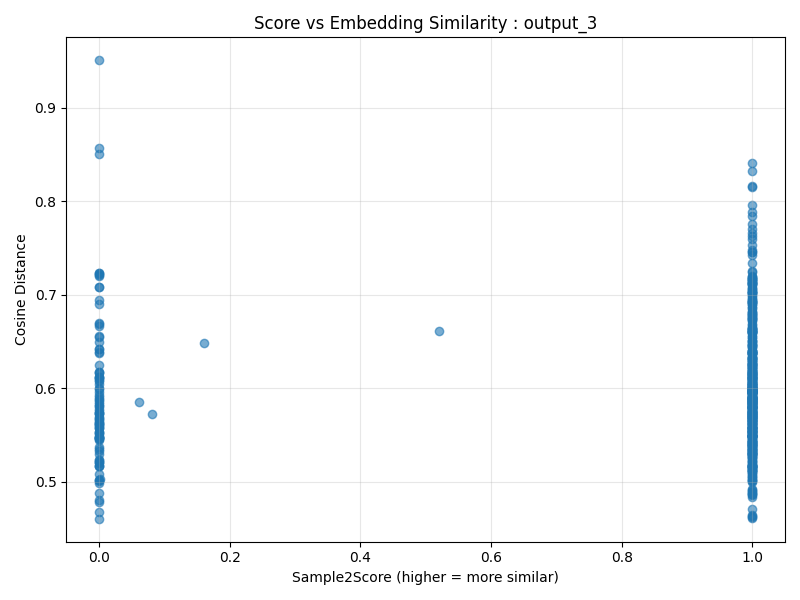 Score vs Embedding Similarity : output_3
Cosine Distance
0.9
0.8
0.7
0.6
0.5
0.0 0.2 0.4 0.6 0.8 1.0
Sample2Score (higher = more similar)